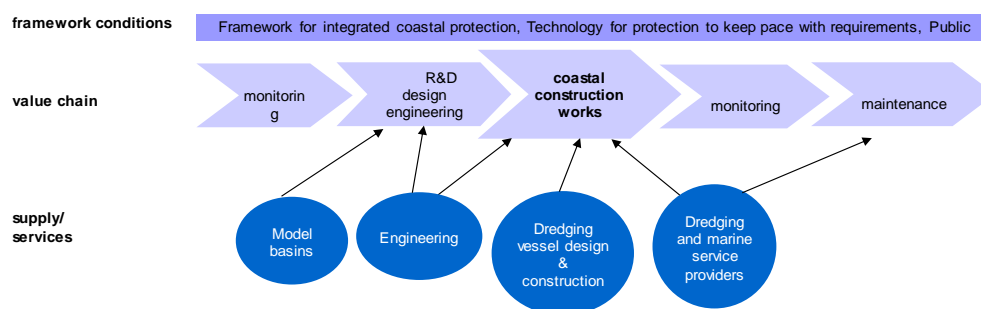 framework conditions
Framework for integrated coastal protection, Technology for protection to keep pace with requirements, Public
value chain
monitorin
g
R&D
design
engineering
coastal
construction
works
monitoring
maintenance
supply/
services
Model
basins
Engineering
Dredging
vessel design
&
construction
Dredging
and marine
service
providers